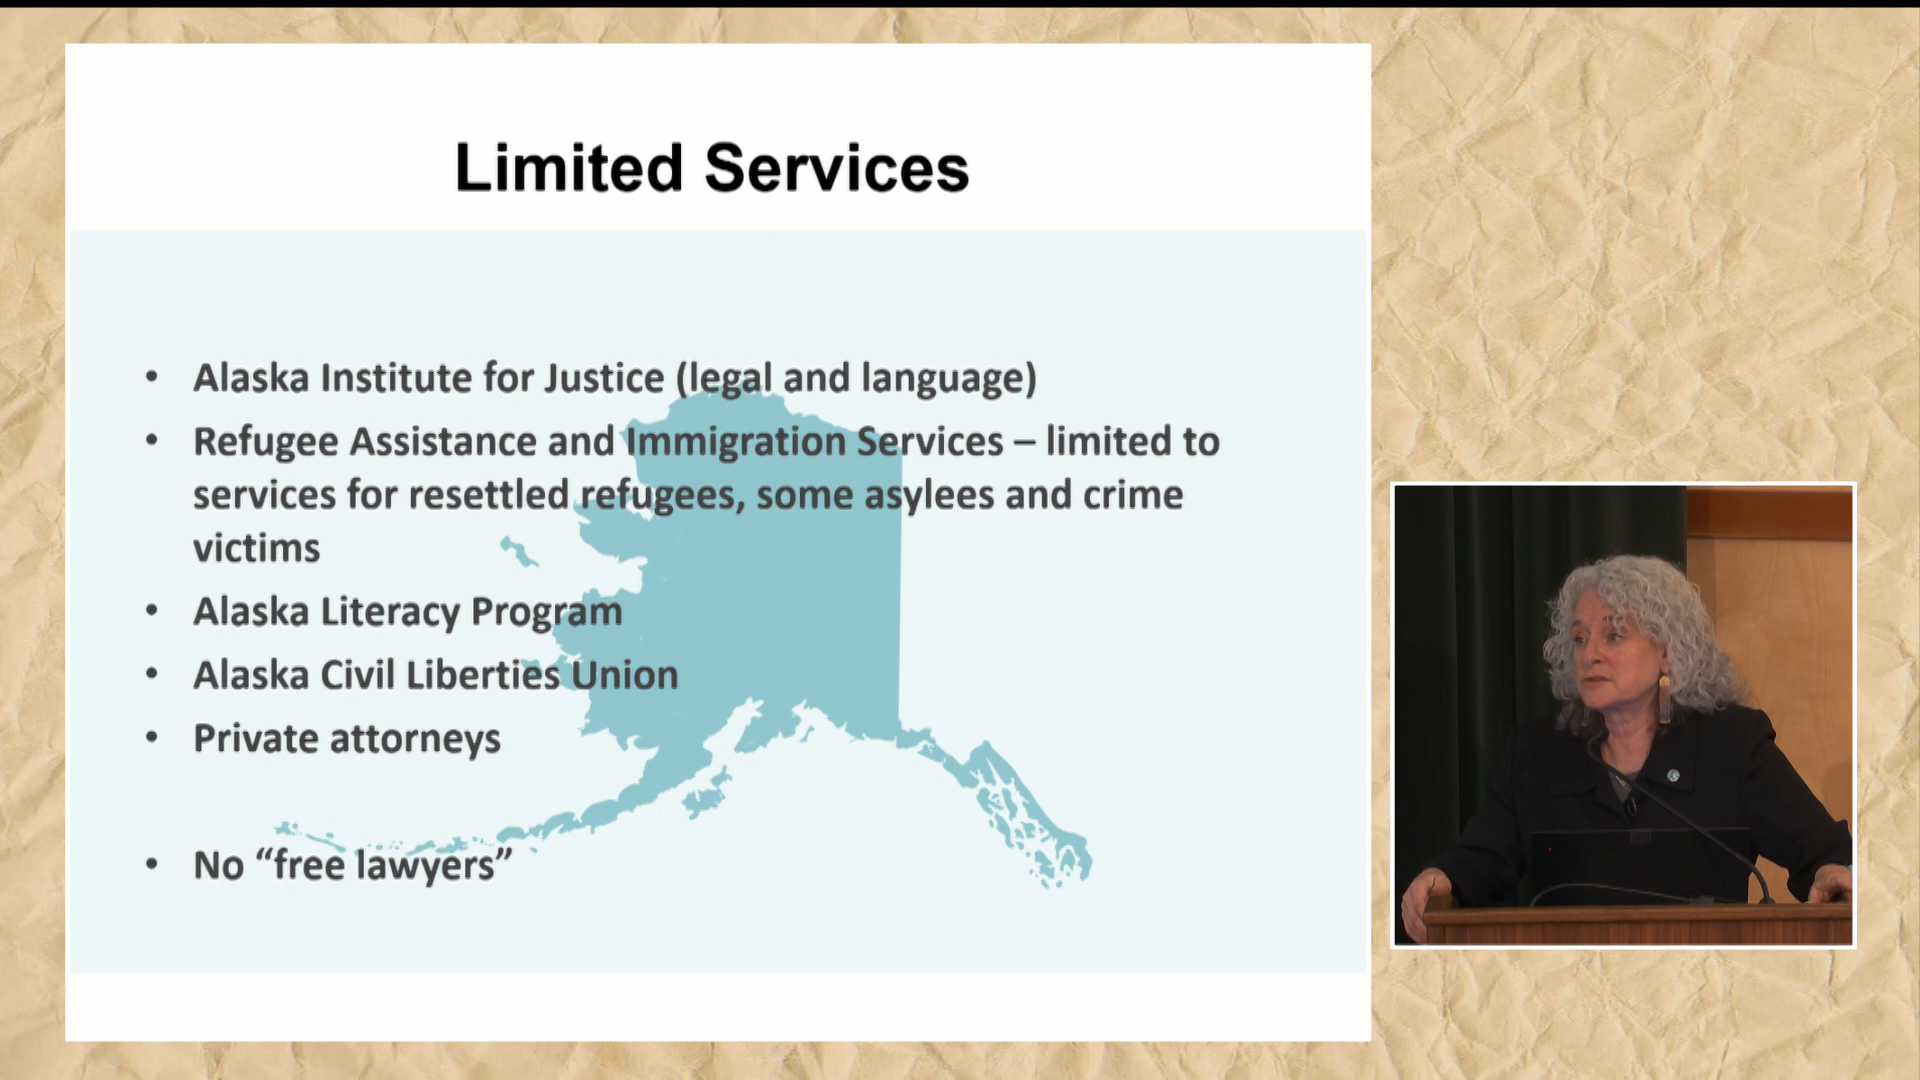 Limited Services
• Alaska Institute for Justice (legal and language)
• Refugee Assistance and Immigration Services – limited to
services for resettled refugees, some asylees and crime
victims
• Alaska Literacy Program
• Alaska Civil Liberties Union
• Private attorneys
• No “free lawyers”